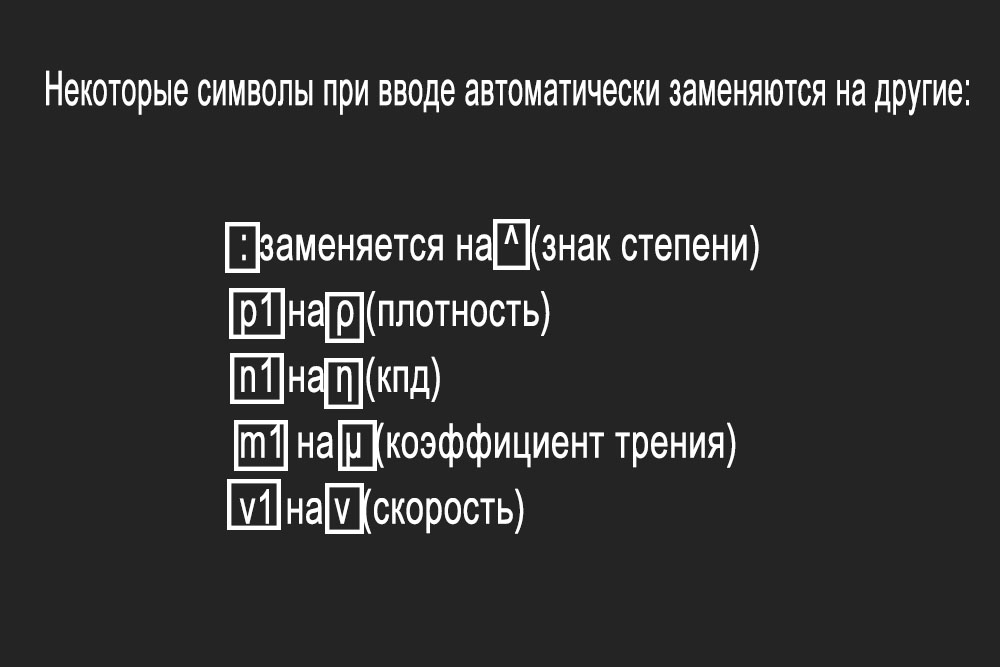 Некоторые символы при вводе автоматически заменяются на другие:
: заменяется на ^ (знак степени)
p1 на ρ (плотность)
n1 на η (кпд)
m1 на μ (коэффициент трения)
v1 на ν (скорость)